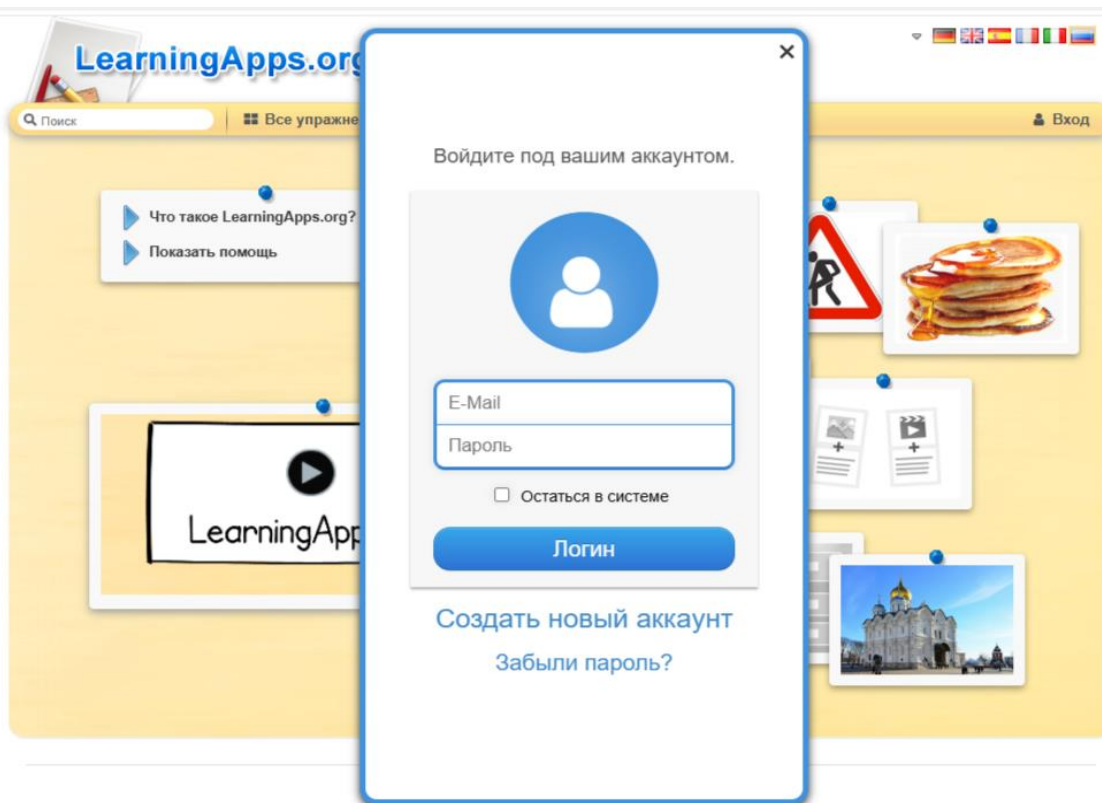 LearningApps.org
Поиск
Все упражне
Вход
Войдите под вашим аккаунтом.
Что такое LearningApps.org?
Показать помощь
E-Mail
Пароль
Остаться в системе
LearningApp
Логин
Создать новый аккаунт
Забыли пароль?